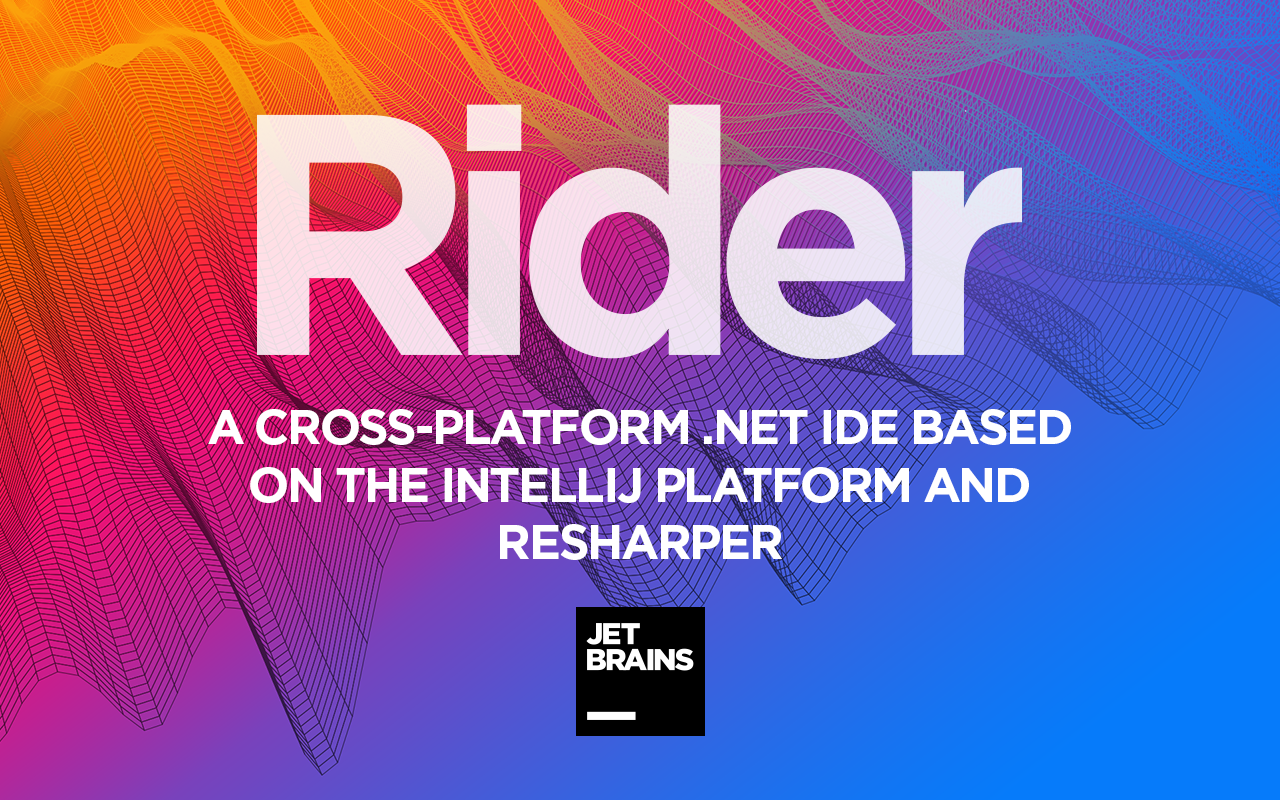 Rider
A CROSS-PLATFORM .NET IDE BASED
ON THE INTELLIJ PLATFORM AND
RESHARPER
JET
BRAINS